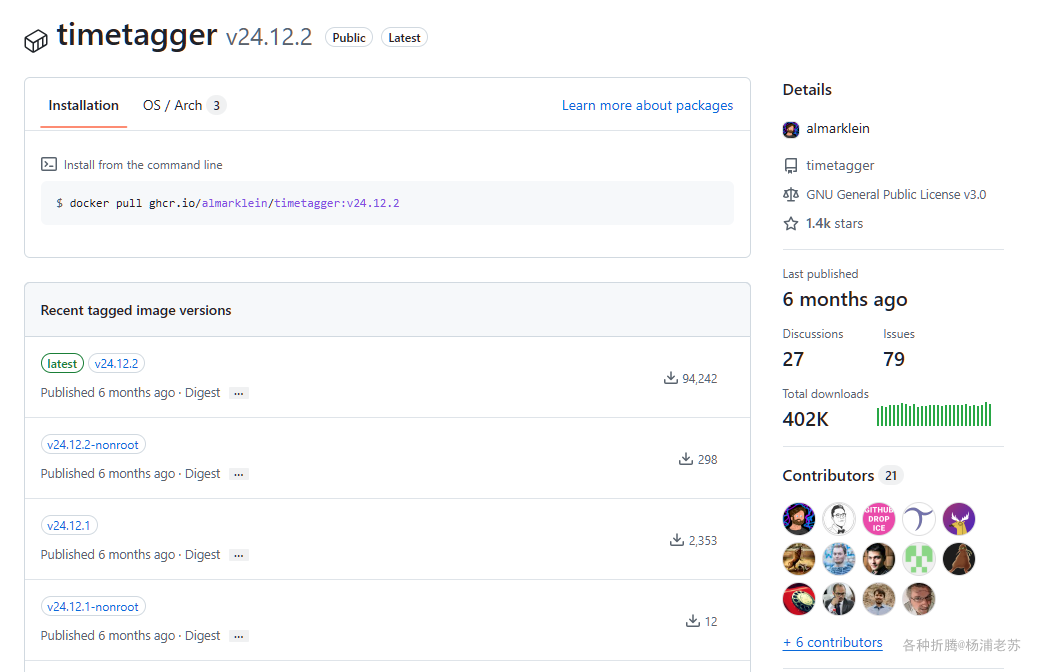 timetagger v24.12.2 Public Latest
Installation OS / Arch 3 Learn more about packages
Install from the command line
$ docker pull ghcr.io/almarklein/timetagger:v24.12.2
Recent tagged image versions
latest v24.12.2
Published 6 months ago · Digest ...
94,242
v24.12.2-nonroot
Published 6 months ago · Digest ...
298
v24.12.1
Published 6 months ago · Digest ...
2,353
v24.12.1-nonroot
Published 6 months ago · Digest ...
12
Details
almarklein
timetagger
GNU General Public License v3.0
1.4k stars
Last published
6 months ago
Discussions Issues
27 79
Total downloads
402K
Contributors 21
GITHUB
DROP
ICE
+ 6 contributors
各种折腾@杨浦老苏